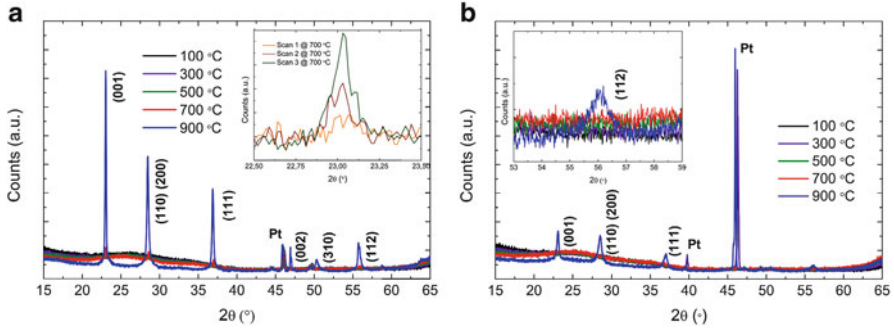 a
Counts (a.u.)
100 °C
300 °C
500 °C
700 °C
900 °C
(001)
(110) (200)
(111)
Pt
(002)
(310)
(112)
15 20 25 30 35 40 45 50 55 60 65
2θ (°)
Counts (a.u.)
Scan 1 @ 700 °C
Scan 2 @ 700 °C
Scan 3 @ 700 °C
22,50 22,75 23,00 23,25 23,50
2θ (°)
b
Counts (a.u.)
Pt
100 °C
300 °C
500 °C
700 °C
900 °C
(001)
(110) (200)
(111)
Pt
15 20 25 30 35 40 45 50 55 60 65
2θ (◦)
Counts (a.u.)
(112)
53 54 55 56 57 58 59
2θ (°)